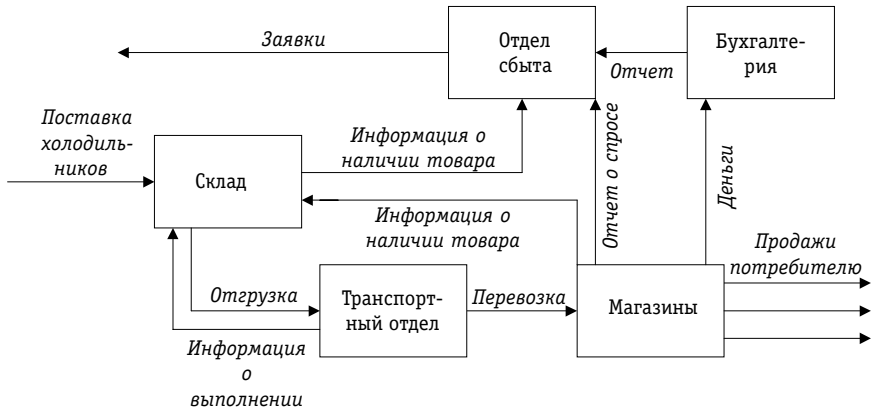 Заявки
Отдел
сбыта
Отчет
Бухгалте-
рия
Поставка
холодиль-
ников
Склад
Информация о
наличии товара
Отчет о спросе
Деньги
Информация о
наличии товара
Продажи
потребителю
Отгрузка
Транспорт-
ный отдел
Перевозка
Магазины
Информация
о
выполнении